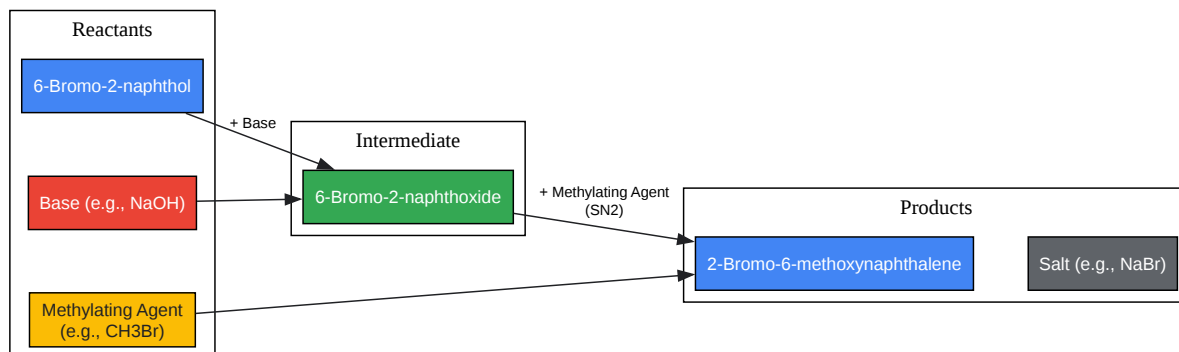 Reactants
6-Bromo-2-naphthol
+ Base
Base (e.g., NaOH)
Methylating Agent
(e.g., CH3Br)
Intermediate
6-Bromo-2-naphthoxide
+ Methylating Agent
(SN2)
Products
2-Bromo-6-methoxynaphthalene
Salt (e.g., NaBr)